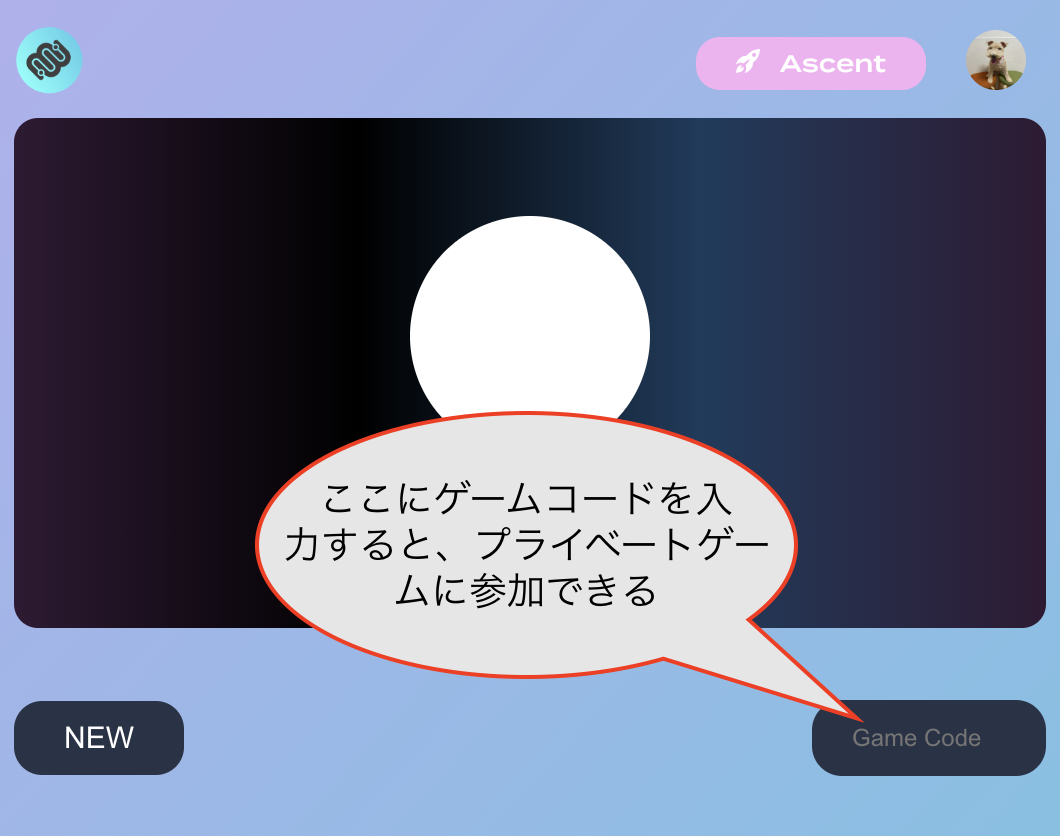 Ascent
ここにゲームコードを入
力すると、プライベートゲー
ムに参加できる
NEW
Game Code